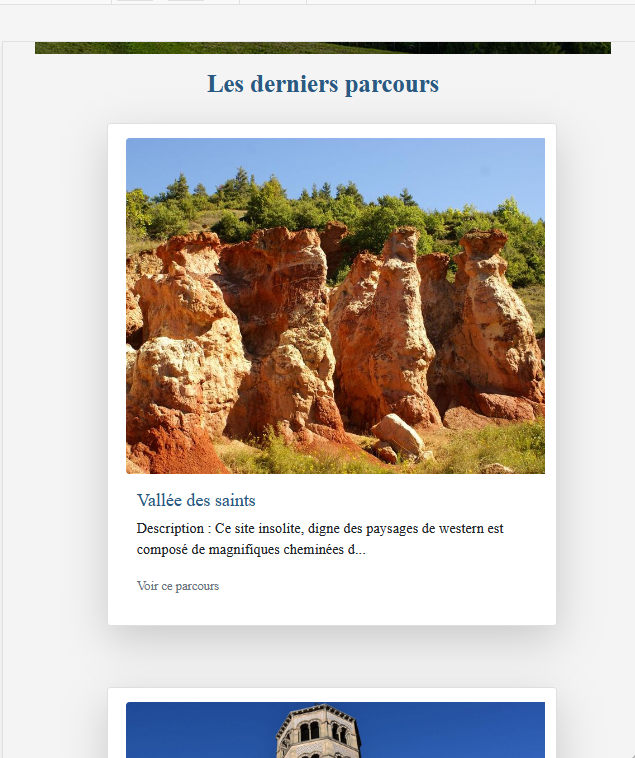 Les derniers parcours
Vallée des saints
Description : Ce site insolite, digne des paysages de western est
composé de magnifiques cheminées d...
Voir ce parcours